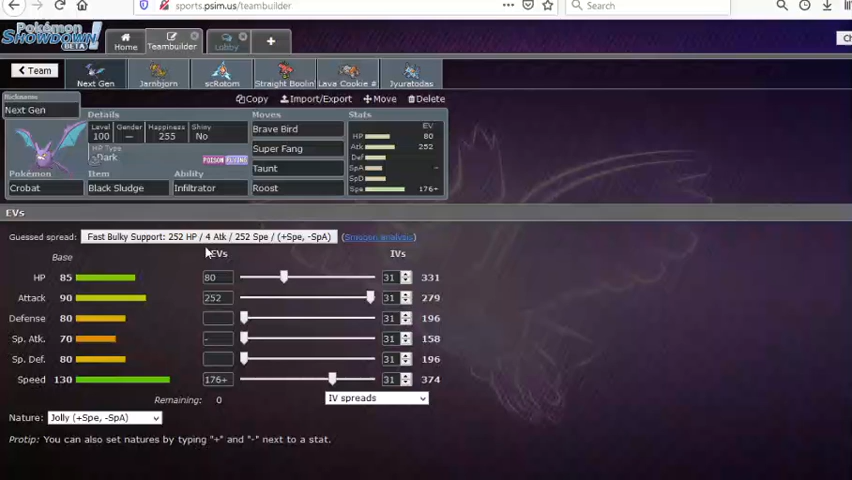 sports.psim.us/teambuilder
Search
Pokémon
SHOWDOWN
BETA
Home
Teambuilder
Lobby
Ch
< Team
Next Gen
Jarnbjorn
scRotom
Straight Boolin'
Lava Cookie #
Jyuratodas
Copy
Import/Export
Move
Delete
Nickname
Next Gen
Details
Level
100
Gender
—
Happiness
255
Shiny
No
HP Type
Dark
POISON FLYING
Pokémon
Crobat
Item
Black Sludge
Ability
Infiltrator
Moves
Brave Bird
Super Fang
Taunt
Roost
Stats
EV
HP 80
Atk 252
Def
SpA -
SpD
Spe 176+
EVs
Guessed spread: Fast Bulky Support: 252 HP / 4 Atk / 252 Spe / (+Spe, -SpA) (Smogon analysis)
Base EVs IVs
HP 85 80 31 331
Attack 90 252 31 279
Defense 80 31 196
Sp. Atk. 70 - 31 158
Sp. Def. 80 31 196
Speed 130 176+ 31 374
Remaining: 0 IV spreads
Nature: Jolly (+Spe, -SpA)
Protip: You can also set natures by typing "+" and "-" next to a stat.